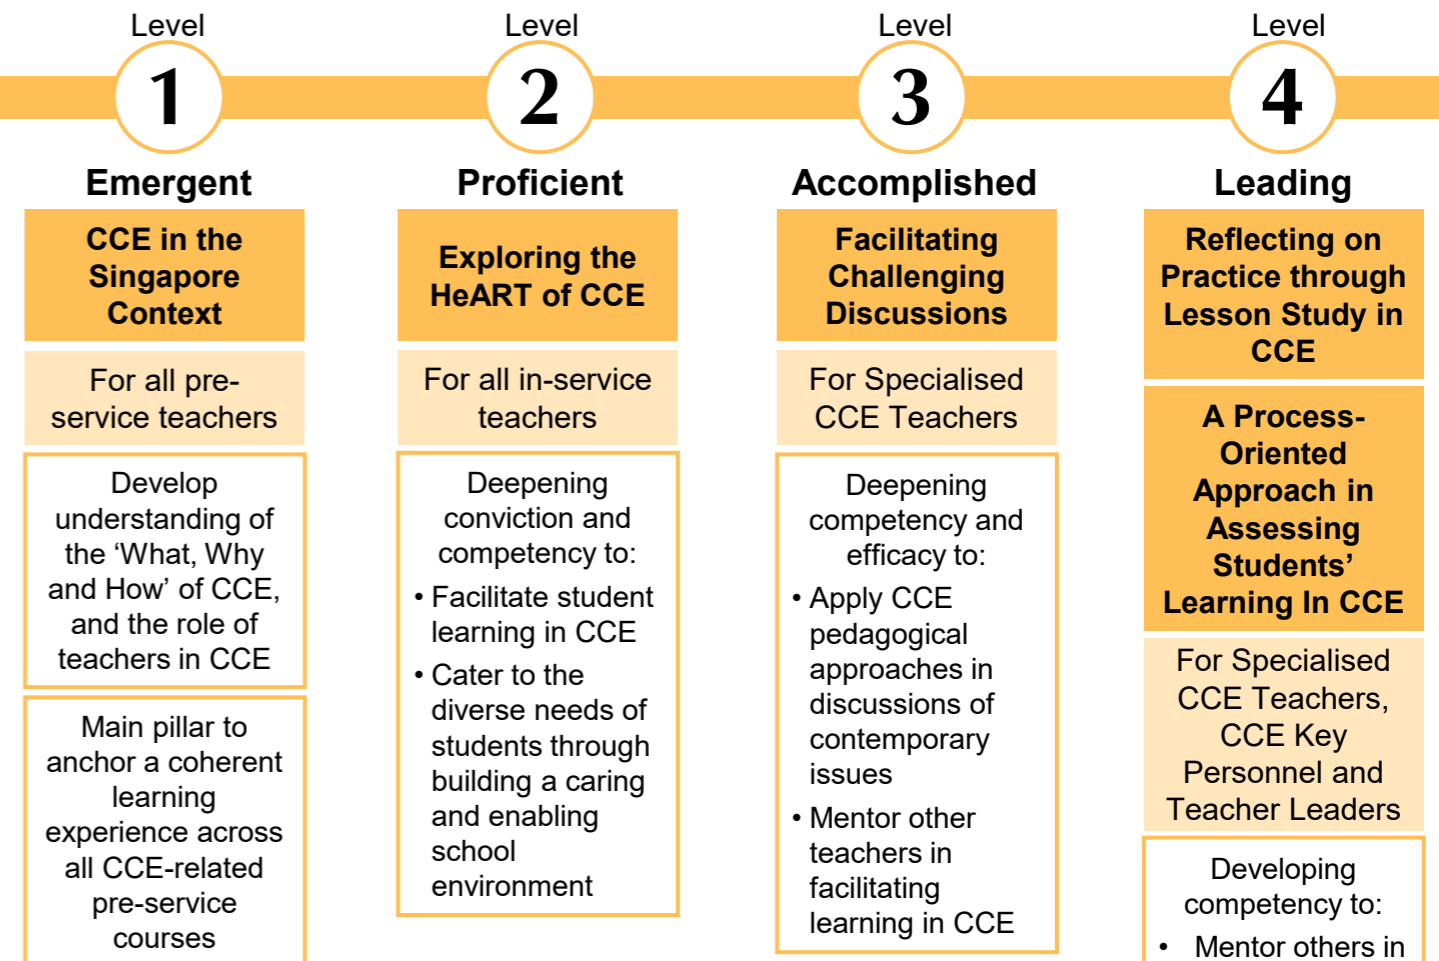 Level
1
Emergent
CCE in the
Singapore
Context
For all pre-
service teachers
Develop
understanding of
the ‘What, Why
and How’ of CCE,
and the role of
teachers in CCE
Main pillar to
anchor a coherent
learning
experience across
all CCE-related
pre-service
courses
Level
2
Proficient
Exploring the
HeART of CCE
For all in-service
teachers
Deepening
conviction and
competency to:
• Facilitate student
learning in CCE
• Cater to the
diverse needs of
students through
building a caring
and enabling
school
environment
Level
3
Accomplished
Facilitating
Challenging
Discussions
For Specialised
CCE Teachers
Deepening
competency and
efficacy to:
• Apply CCE
pedagogical
approaches in
discussions of
contemporary
issues
• Mentor other
teachers in
facilitating
learning in CCE
Level
4
Leading
Reflecting on
Practice through
Lesson Study in
CCE
A Process-
Oriented
Approach in
Assessing
Students’
Learning In CCE
For Specialised
CCE Teachers,
CCE Key
Personnel and
Teacher Leaders
Developing
competency to:
• Mentor others in